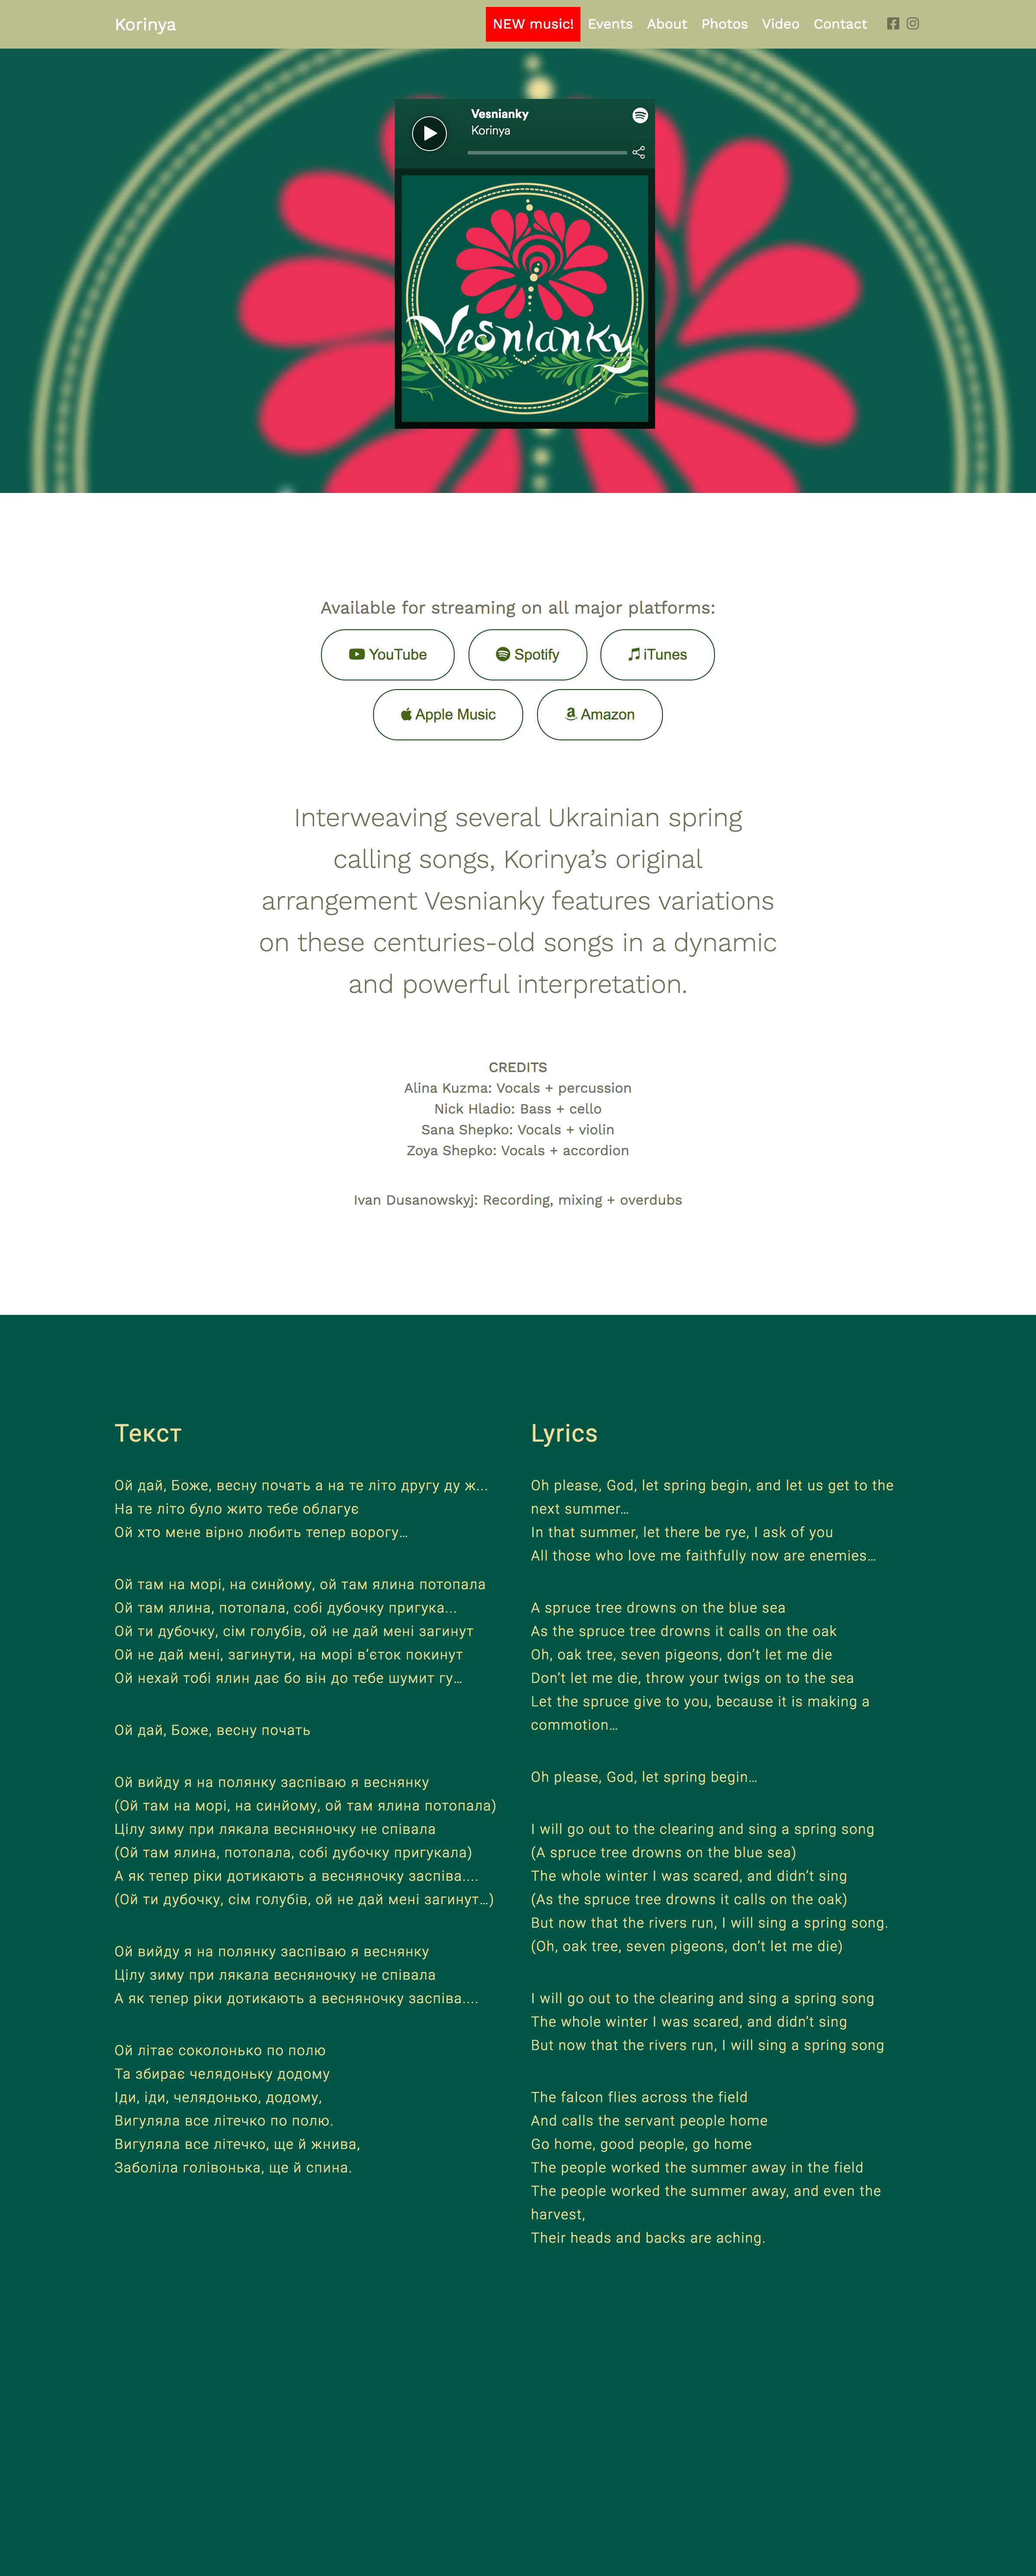 Korinya
NEW music! Events About Photos Video Contact
Vesnianky
Korinya
Vesnianky
Available for streaming on all major platforms:
YouTube Spotify iTunes
Apple Music Amazon
Interweaving several Ukrainian spring
calling songs, Korinya’s original
arrangement Vesnianky features variations
on these centuries-old songs in a dynamic
and powerful interpretation.
CREDITS
Alina Kuzma: Vocals + percussion
Nick Hladio: Bass + cello
Sana Shepko: Vocals + violin
Zoya Shepko: Vocals + accordion
Ivan Dusanowskyj: Recording, mixing + overdubs
Текст
Ой дай, Боже, весну почать а на те літо другу ду ж...
На те літо було жито тебе облагує
Ой хто мене вірно любить тепер ворогу…
Ой там на морі, на синйому, ой там ялина потопала
Ой там ялина, потопала, собі дубочку пригука...
Ой ти дубочку, сім голубів, ой не дай мені загинут
Ой не дай мені, загинути, на морі в’єток покинут
Ой нехай тобі ялин дає бо він до тебе шумит гу…
Ой дай, Боже, весну почать
Ой вийду я на полянку заспіваю я веснянку
(Ой там на морі, на синйому, ой там ялина потопала)
Цілу зиму при лякала весняночку не співала
(Ой там ялина, потопала, собі дубочку пригукала)
А як тепер ріки дотикають а весняночку заспіва....
(Ой ти дубочку, сім голубів, ой не дай мені загинут…)
Ой вийду я на полянку заспіваю я веснянку
Цілу зиму при лякала весняночку не співала
А як тепер ріки дотикають а весняночку заспіва....
Ой літає соколонько по полю
Та збирає челядоньку додому
Іди, іди, челядонько, додому,
Вигуляла все літечко по полю.
Вигуляла все літечко, ще й жнива,
Заболіла голівонька, ще й спина.
Lyrics
Oh please, God, let spring begin, and let us get to the
next summer…
In that summer, let there be rye, I ask of you
All those who love me faithfully now are enemies…
A spruce tree drowns on the blue sea
As the spruce tree drowns it calls on the oak
Oh, oak tree, seven pigeons, don’t let me die
Don’t let me die, throw your twigs on to the sea
Let the spruce give to you, because it is making a
commotion…
Oh please, God, let spring begin…
I will go out to the clearing and sing a spring song
(A spruce tree drowns on the blue sea)
The whole winter I was scared, and didn’t sing
(As the spruce tree drowns it calls on the oak)
But now that the rivers run, I will sing a spring song.
(Oh, oak tree, seven pigeons, don’t let me die)
I will go out to the clearing and sing a spring song
The whole winter I was scared, and didn’t sing
But now that the rivers run, I will sing a spring song
The falcon flies across the field
And calls the servant people home
Go home, good people, go home
The people worked the summer away in the field
The people worked the summer away, and even the
harvest,
Their heads and backs are aching.